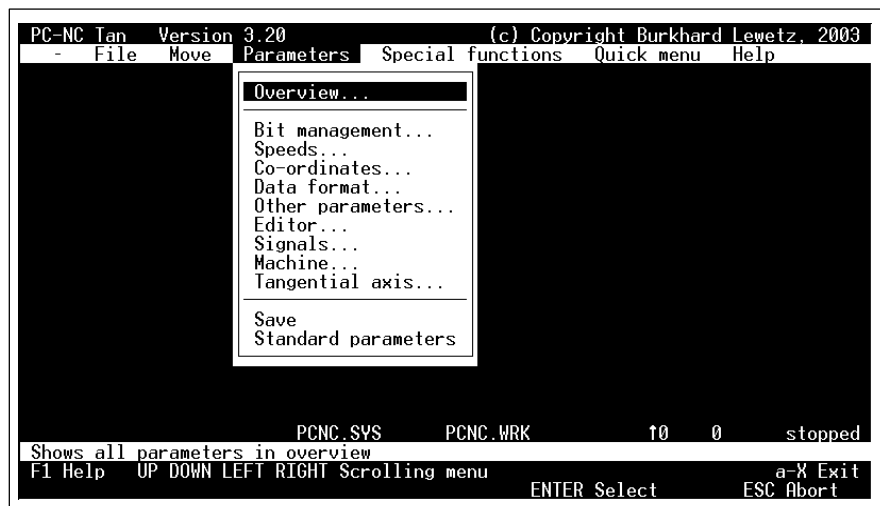 PC-NC Tan Version 3.20 (c) Copyright Burkhard Lewetz, 2003
- File Move Parameters Special functions Quick menu Help
Overview...
Bit management...
Speeds...
Co-ordinates...
Data format...
Other parameters...
Editor...
Signals...
Machine...
Tangential axis...
Save
Standard parameters
PCNC.SYS PCNC.WRK ↑0 0 stopped
Shows all parameters in overview
F1 Help UP DOWN LEFT RIGHT Scrolling menu a-X Exit
ENTER Select ESC Abort